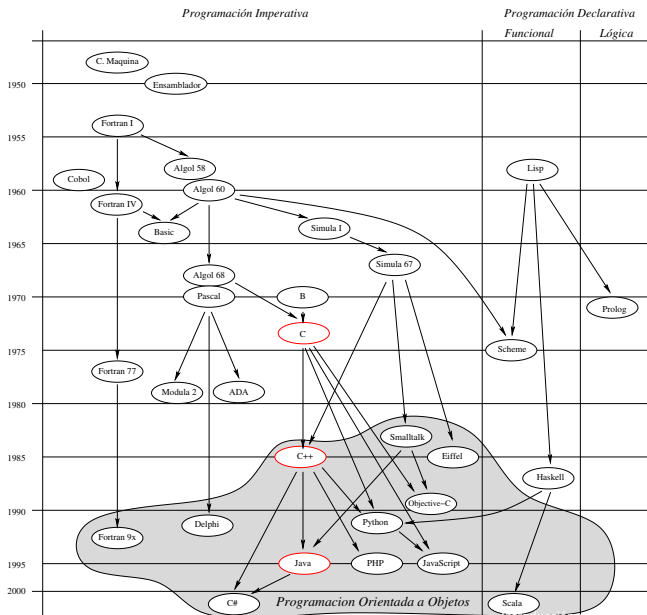 Programación Imperativa
Programación Declarativa
Funcional
Lógica
C. Maquina
1950
Ensamblador
Fortran I
1955
Algol 58
Lisp
Cobol
1960
Algol 60
Fortran IV
Simula I
Basic
1965
Simula 67
Algol 68
1970
Pascal
B
Prolog
C
1975
Scheme
Fortran 77
Modula 2
ADA
1980
Smalltalk
1985
C++
Eiffel
Haskell
Objective-C
1990
Delphi
Python
Fortran 9x
1995
Java
PHP
JavaScript
2000
C#
Programacion Orientada a Objetos
Scala